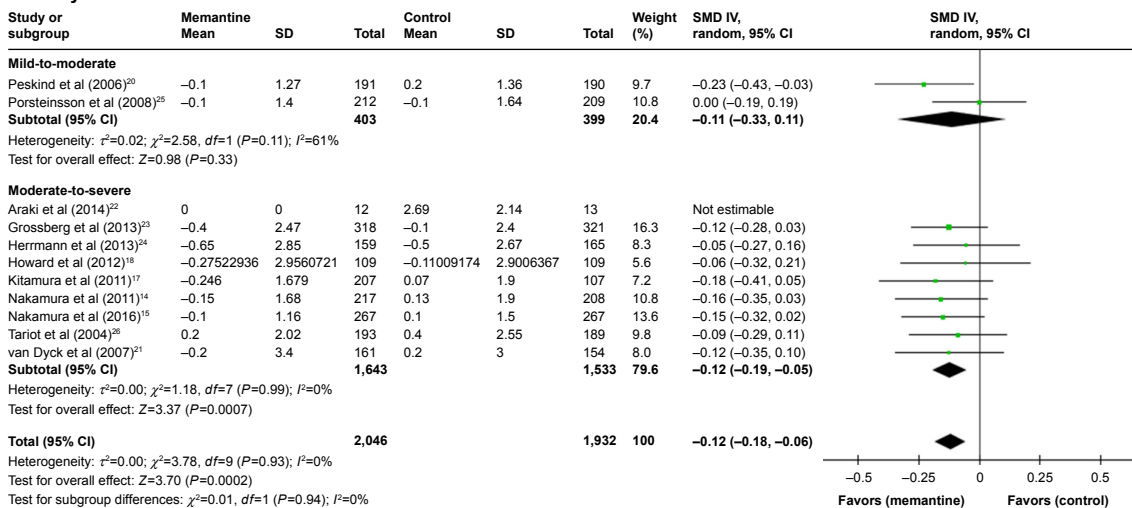 Study or Memantine Control Weight SMD IV, SMD IV,
subgroup Mean SD Total Mean SD Total (%) random, 95% CI random, 95% CI
Mild-to-moderate
Peskind et al (2006)²⁰ –0.1 1.27 191 0.2 1.36 190 9.7 –0.23 (–0.43, –0.03)
Porsteinsson et al (2008)²⁵ –0.1 1.4 212 –0.1 1.64 209 10.8 0.00 (–0.19, 0.19)
Subtotal (95% CI) 403 399 20.4 –0.11 (–0.33, 0.11)
Heterogeneity: τ²=0.02; χ²=2.58, df=1 (P=0.11); I²=61%
Test for overall effect: Z=0.98 (P=0.33)
Moderate-to-severe
Araki et al (2014)²² 0 0 12 2.69 2.14 13 Not estimable
Grossberg et al (2013)²³ –0.4 2.47 318 –0.1 2.4 321 16.3 –0.12 (–0.28, 0.03)
Herrmann et al (2013)²⁴ –0.65 2.85 159 –0.5 2.67 165 8.3 –0.05 (–0.27, 0.16)
Howard et al (2012)¹⁸ –0.27522936 2.9560721 109 –0.11009174 2.9006367 109 5.6 –0.06 (–0.32, 0.21)
Kitamura et al (2011)¹⁷ –0.246 1.679 207 0.07 1.9 107 7.2 –0.18 (–0.41, 0.05)
Nakamura et al (2011)¹⁴ –0.15 1.68 217 0.13 1.9 208 10.8 –0.16 (–0.35, 0.03)
Nakamura et al (2016)¹⁵ –0.1 1.16 267 0.1 1.5 267 13.6 –0.15 (–0.32, 0.02)
Tariot et al (2004)²⁶ 0.2 2.02 193 0.4 2.55 189 9.8 –0.09 (–0.29, 0.11)
van Dyck et al (2007)²¹ –0.2 3.4 161 0.2 3 154 8.0 –0.12 (–0.35, 0.10)
Subtotal (95% CI) 1,643 1,533 79.6 –0.12 (–0.19, –0.05)
Heterogeneity: τ²=0.00; χ²=1.18, df=7 (P=0.99); I²=0%
Test for overall effect: Z=3.37 (P=0.0007)
Total (95% CI) 2,046 1,932 100 –0.12 (–0.18, –0.06)
Heterogeneity: τ²=0.00; χ²=3.78, df=9 (P=0.93); I²=0%
Test for overall effect: Z=3.70 (P=0.0002)
Test for subgroup differences: χ²=0.01, df=1 (P=0.94); I²=0%
–0.5 –0.25 0 0.25 0.5
Favors (memantine) Favors (control)